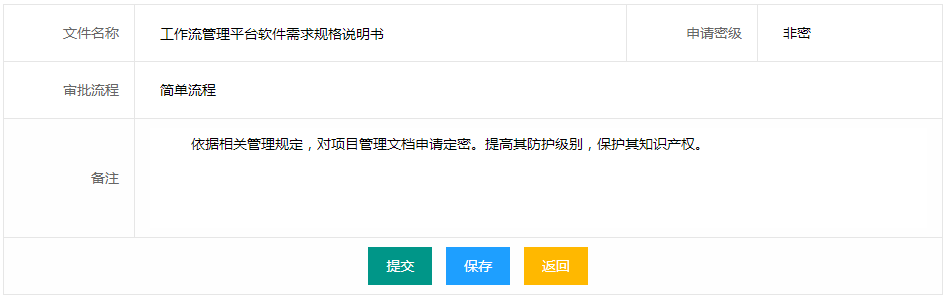 文件名称 工作流管理平台软件需求规格说明书 申请密级 非密
审批流程 简单流程
依据相关管理规定，对项目管理文档申请定密。提高其防护级别，保护其知识产权。
备注
提交 保存 返回